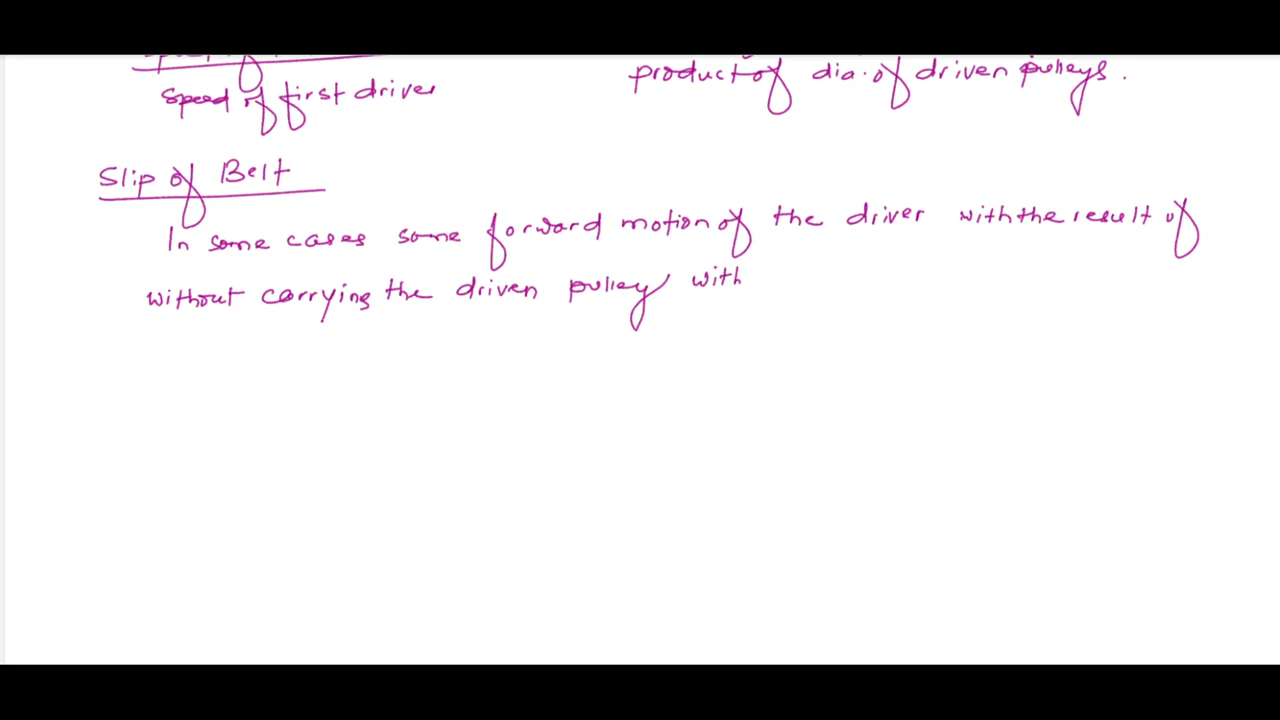 product of dia. of driven pulleys.
Speed of first driver
Slip of Belt
In some cases some forward motion of the driver with the result of
without carrying the driven pulley with